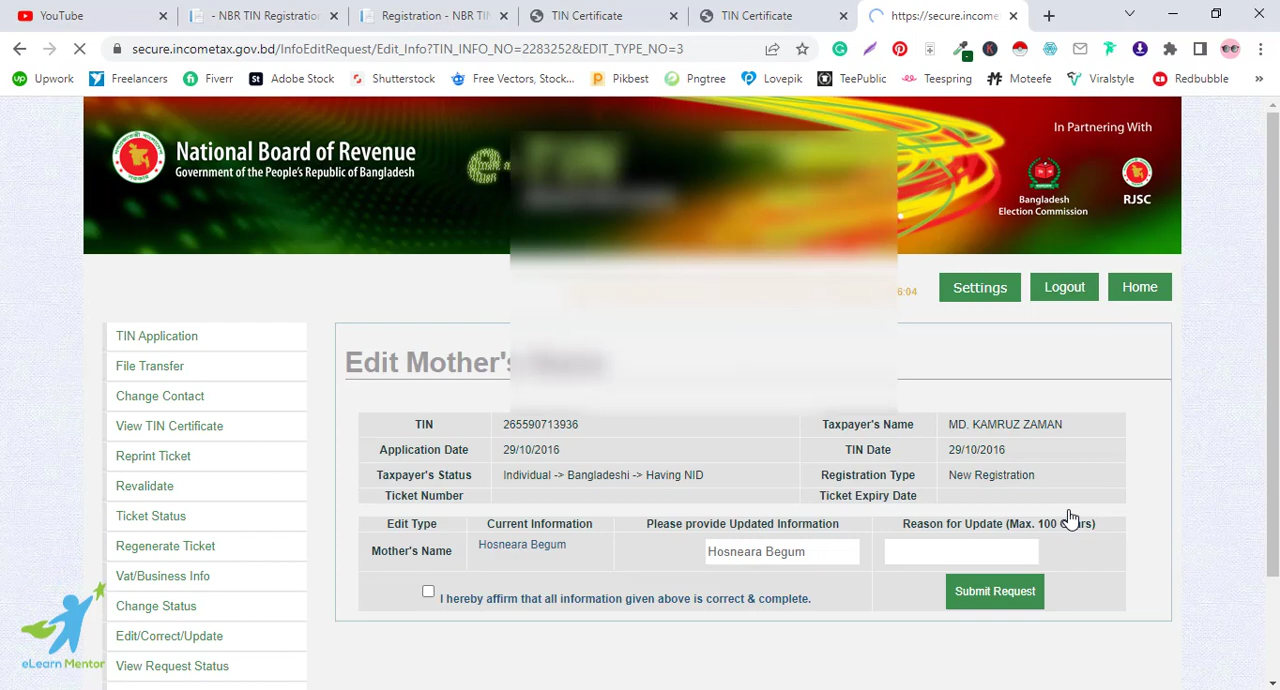 YouTube
- NBR TIN Registration
Registration - NBR TIN
TIN Certificate
TIN Certificate
https://secure.income
secure.incometax.gov.bd/InfoEditRequest/Edit_Info?TIN_INFO_NO=2283252&EDIT_TYPE_NO=3
Upwork Freelancers Fiverr Adobe Stock Shutterstock Free Vectors, Stock... Pikbest Pngtree Lovepik TeePublic Teespring Moteefe Viralstyle Redbubble »
National Board of Revenue
Government of the People's Republic of Bangladesh
In Partnering With
Bangladesh
Election Commission
RJSC
6:04
Settings Logout Home
TIN Application
File Transfer
Change Contact
View TIN Certificate
Reprint Ticket
Revalidate
Ticket Status
Regenerate Ticket
Vat/Business Info
Change Status
Edit/Correct/Update
View Request Status
Edit Mother's Name
TIN 265590713936 Taxpayer's Name MD. KAMRUZ ZAMAN
Application Date 29/10/2016 TIN Date 29/10/2016
Taxpayer's Status Individual -> Bangladeshi -> Having NID Registration Type New Registration
Ticket Number Ticket Expiry Date
Edit Type Current Information Please provide Updated Information Reason for Update (Max. 100 Chars)
Mother's Name Hosneara Begum Hosneara Begum
I hereby affirm that all information given above is correct & complete. Submit Request
eLearn Mentor